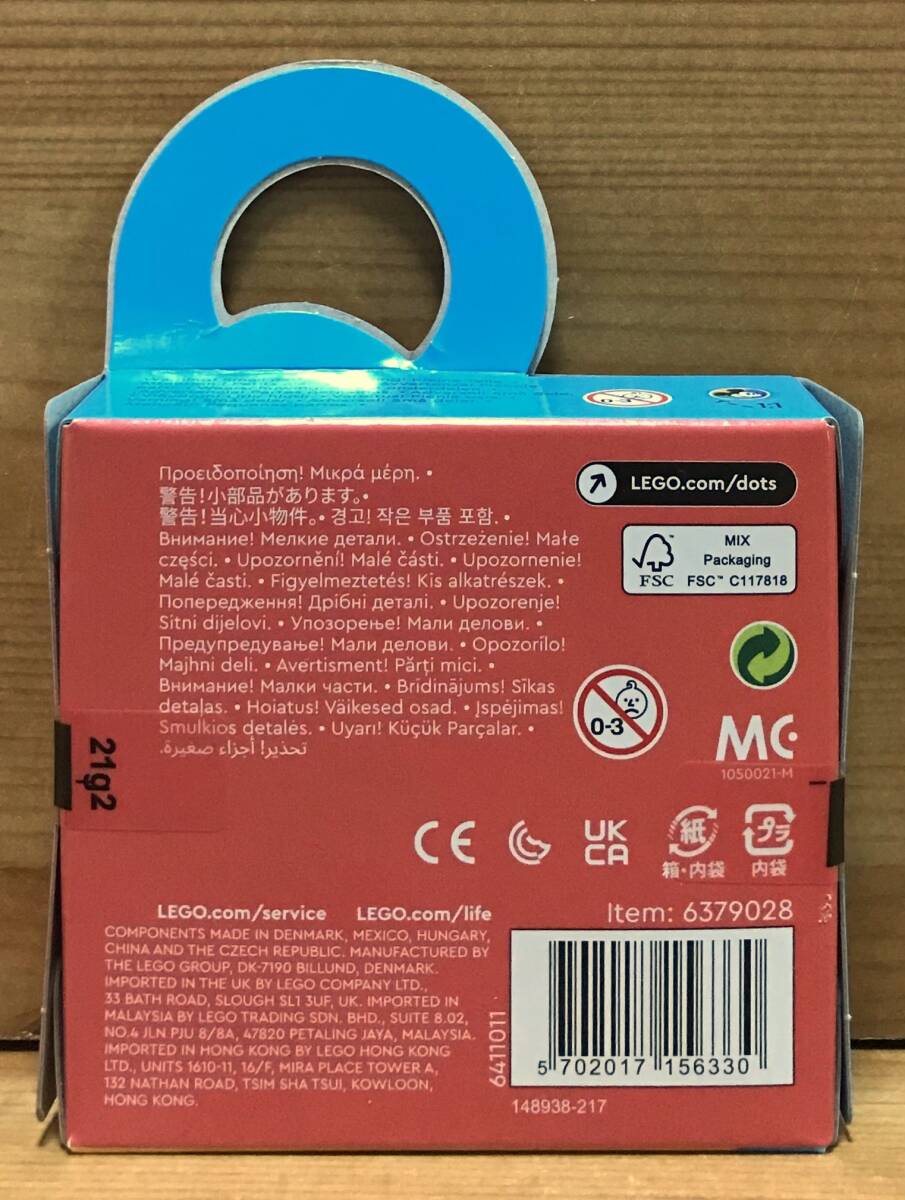 Προειδοποίηση! Μικρά μέρη. •
警告!小部品があります。•
警告!当心小物件。• 경고! 작은 부품 포함. •
Внимание! Мелкие детали. • Ostrzeżenie! Małe
części. • Upozornění! Malé části. • Upozornenie!
Malé časti. • Figyelmeztetés! Kis alkatrészek. •
Попередження! Дрібні деталі. • Upozorenje!
Sitni dijelovi. • Упозорење! Мали делови. •
Предупредување! Мали делови. • Opozorilo!
Majhni deli. • Avertisment! Părți mici. •
Внимание! Малки части. • Brīdinājums! Sīkas
detaļas. • Hoiatus! Väikesed osad. • Įspėjimas!
Smulkios detalės. • Uyarı! Küçük Parçalar. •
تحذير! أجزاء صغيرة.
LEGO.com/dots
MIX
Packaging
FSC
FSC™ C117818
0-3
MC
1050021-M
21g2
CE
UK
CA
紙
箱・内袋
プラ
内袋
LEGO.com/service LEGO.com/life
Item: 6379028
COMPONENTS MADE IN DENMARK, MEXICO, HUNGARY,
CHINA AND THE CZECH REPUBLIC. MANUFACTURED BY
THE LEGO GROUP, DK-7190 BILLUND, DENMARK.
IMPORTED IN THE UK BY LEGO COMPANY LTD.,
33 BATH ROAD, SLOUGH SL1 3UF, UK. IMPORTED IN
MALAYSIA BY LEGO TRADING SDN. BHD., SUITE 8.02,
NO.4 JLN PJU 8/8A, 47820 PETALING JAYA, MALAYSIA.
IMPORTED IN HONG KONG BY LEGO HONG KONG
LTD., UNITS 1610-11, 16/F, MIRA PLACE TOWER A,
132 NATHAN ROAD, TSIM SHA TSUI, KOWLOON,
HONG KONG.
6411011
5 702017 156330
148938-217